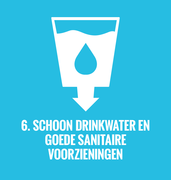 6. SCHOON DRINKWATER EN
GOEDE SANITAIRE
VOORZIENINGEN